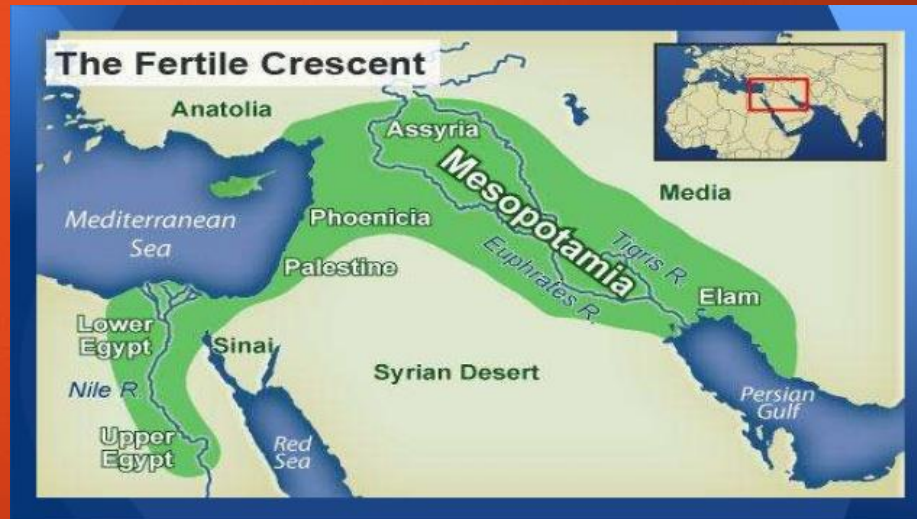 The Fertile Crescent
Anatolia
Assyria
Mesopotamia
Media
Mediterranean
Sea
Phoenicia
Palestine
Euphrates R.
Tigris R.
Elam
Lower
Egypt
Sinai
Nile R.
Syrian Desert
Upper
Egypt
Red
Sea
Persian
Gulf